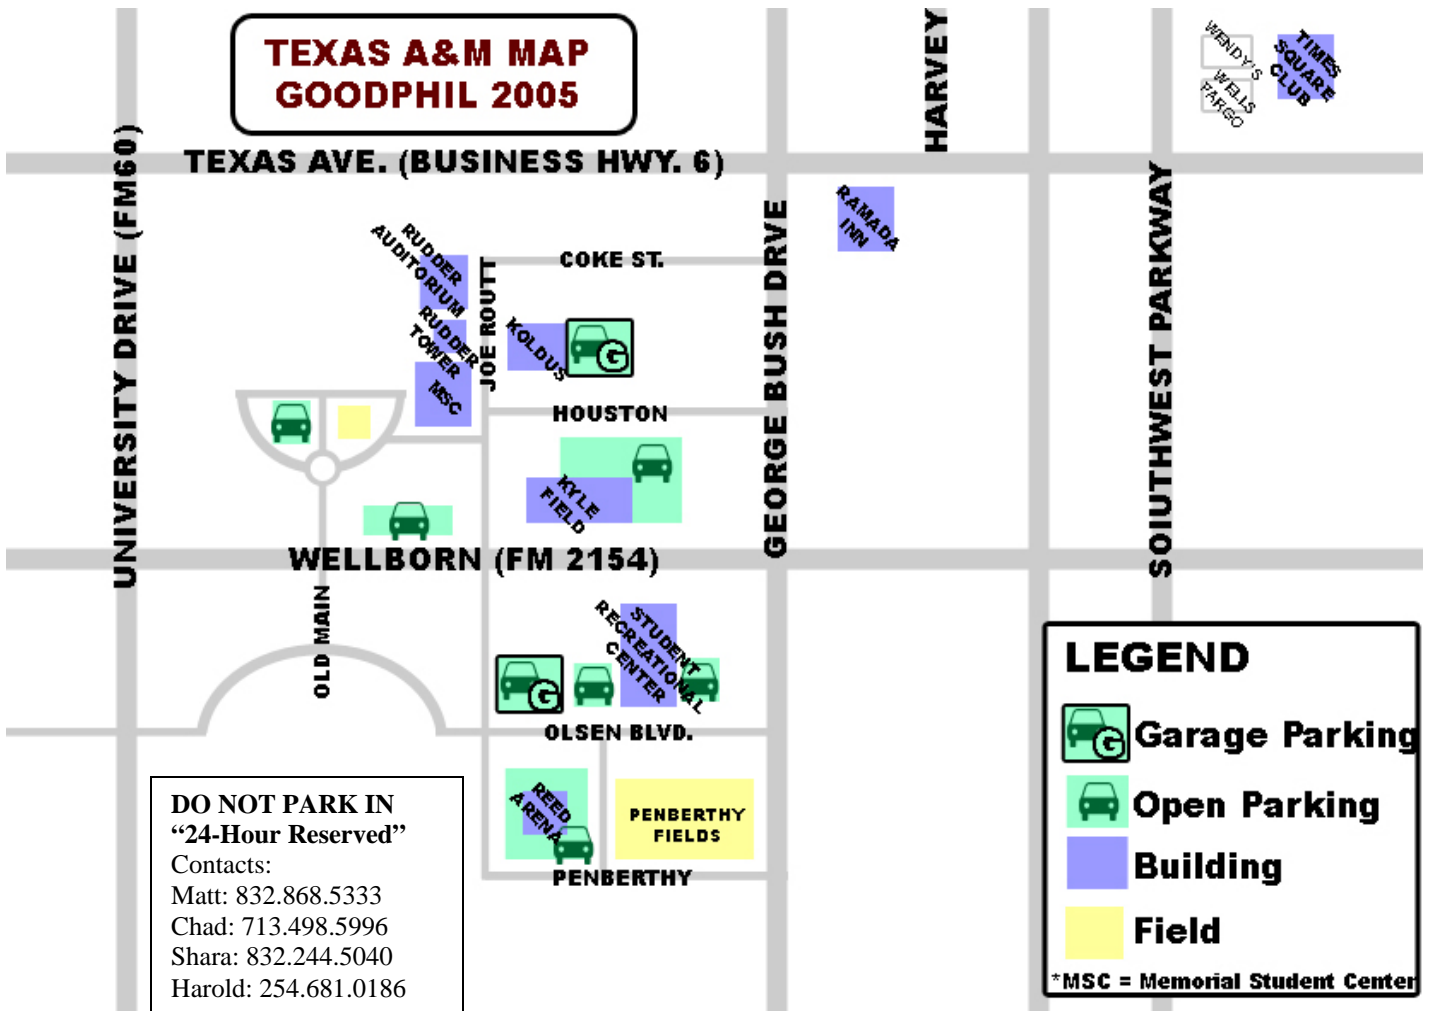 TEXAS A&M MAP
GOODPHIL 2005
HARVEY
WENDY'S
WELLS
FARGO
TIMES
SQUARE
CLUB
TEXAS AVE. (BUSINESS HWY. 6)
UNIVERSITY DRIVE (FM60)
RAMADA
INN
SOIUTHWEST PARKWAY
GEORGE BUSH DRVE
RUDDER
AUDITORIUM
COKE ST.
JOE ROUTT
RUDDER
TOWER
KOLDUS
G
MSC
HOUSTON
KYLE
FIELD
WELLBORN (FM 2154)
OLD MAIN
STUDENT
RECREATIONAL
CENTER
G
OLSEN BLVD.
REED
ARENA
PENBERTHY
FIELDS
PENBERTHY
DO NOT PARK IN
“24-Hour Reserved”
Contacts:
Matt: 832.868.5333
Chad: 713.498.5996
Shara: 832.244.5040
Harold: 254.681.0186
LEGEND
G Garage Parking
Open Parking
Building
Field
*MSC = Memorial Student Center